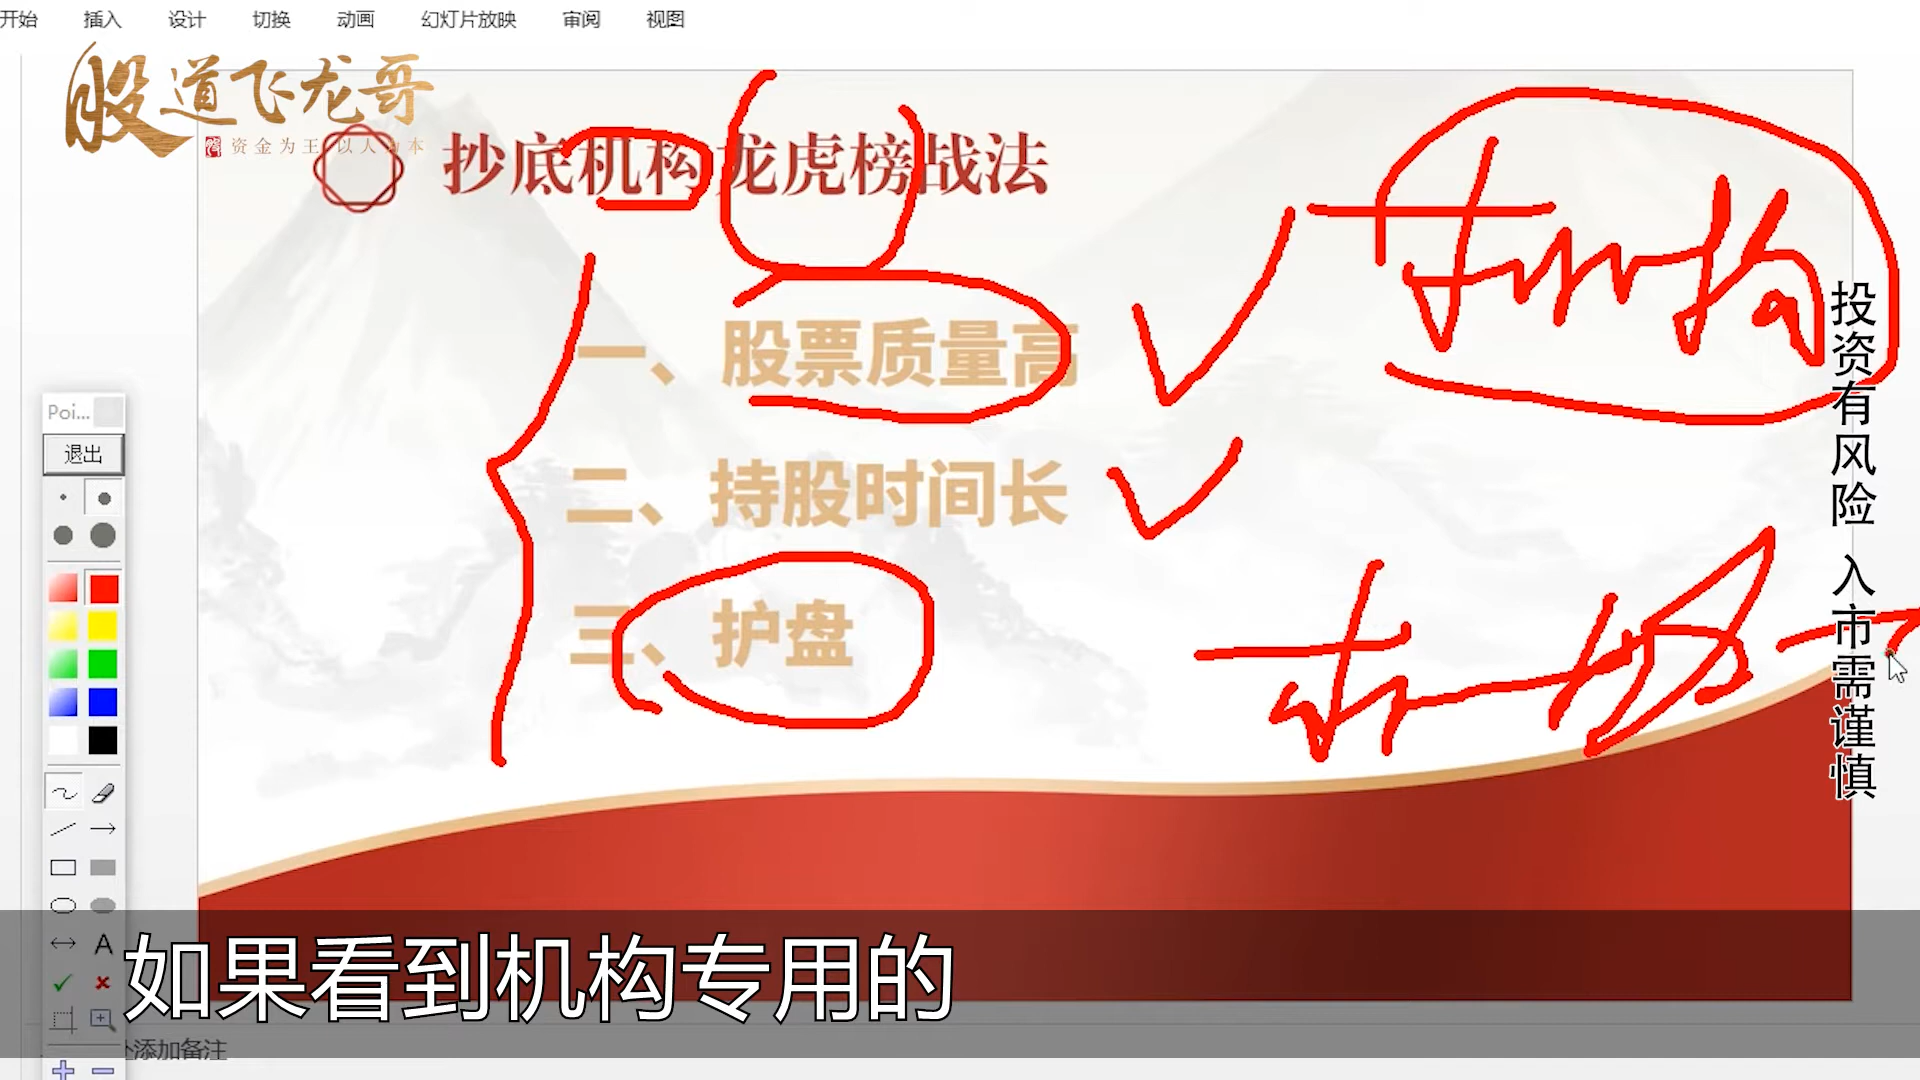 开始 插入 设计 切换 动画 幻灯片放映 审阅 视图
股道飞龙哥
资金为王 以人为本
抄底机构龙虎榜战法
机构
一、股票质量高
二、持股时间长
三、护盘
投资有风险 入市需谨慎
Poi...
退出
A
如果看到机构专用的
添加备注